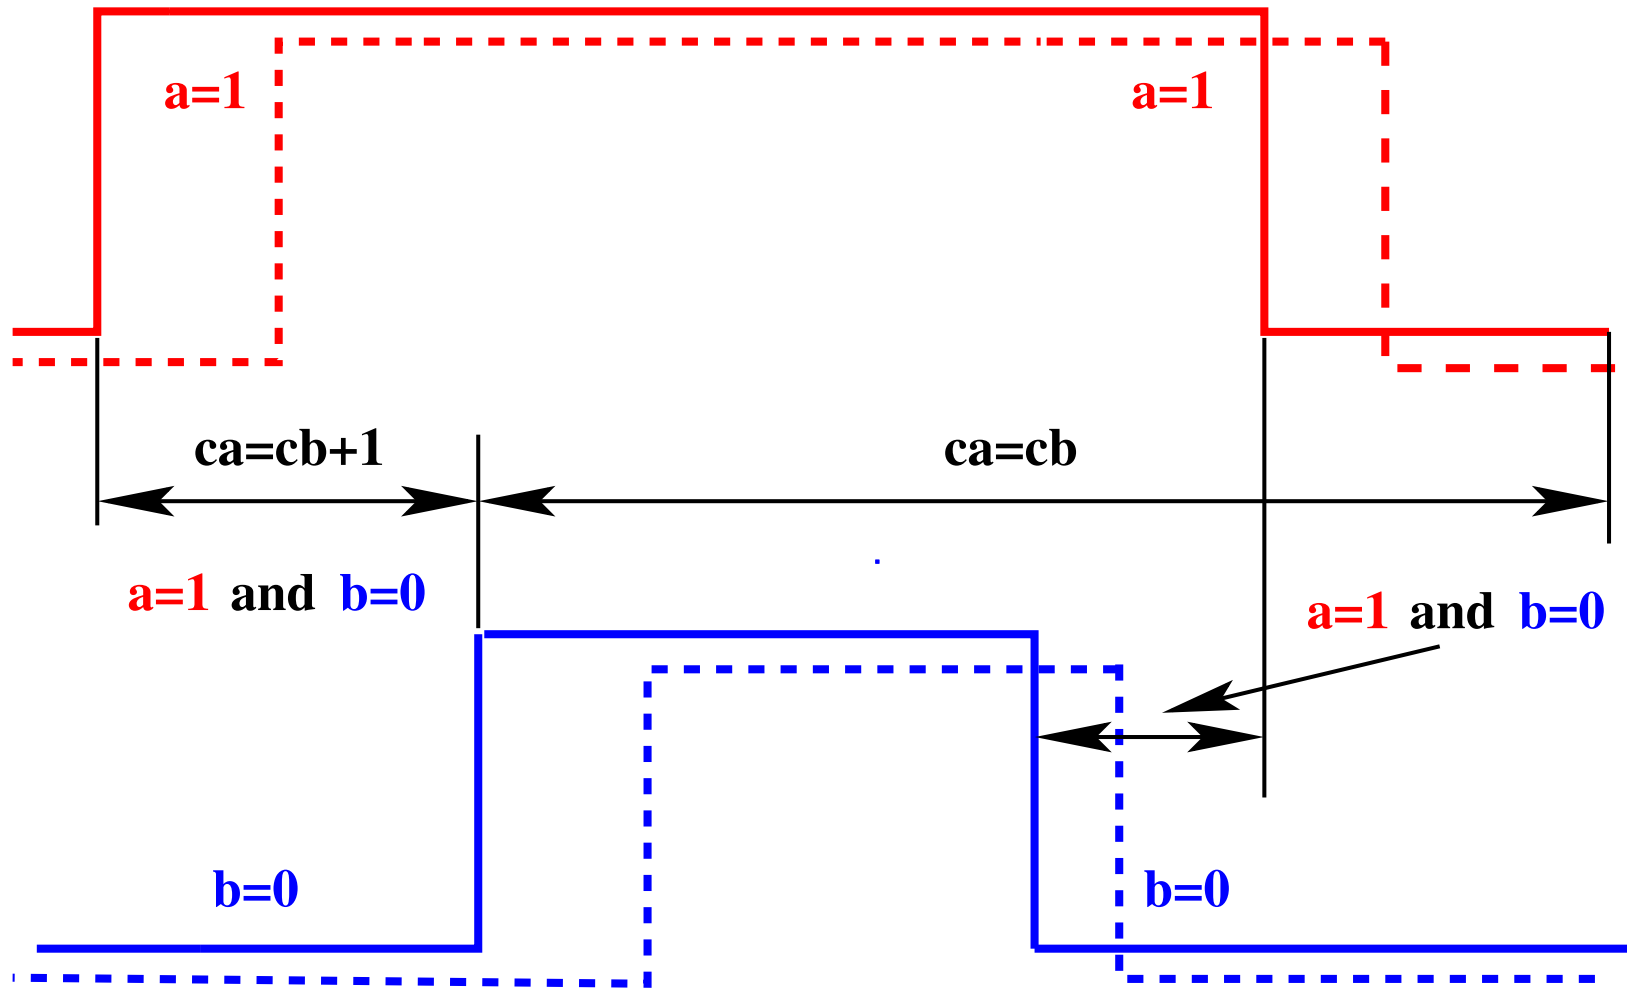 a=1
a=1
ca=cb+1
ca=cb
a=1 and b=0
a=1 and b=0
b=0
b=0